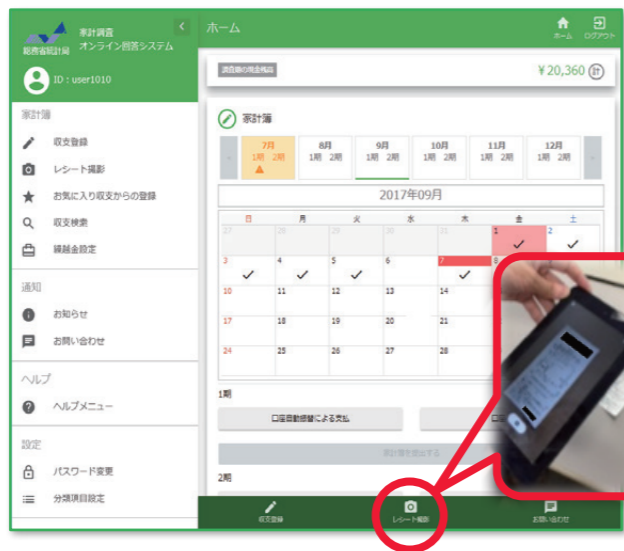 総務省統計局
家計調査
オンライン回答システム
ID : user1010
家計簿
収支登録
レシート撮影
お気に入り収支からの登録
収支検索
繰越金設定
通知
お知らせ
お問い合わせ
ヘルプ
ヘルプメニュー
設定
パスワード変更
分類項目設定
ホーム
ホーム
ログアウト
¥20,360 計
家計簿
7月 8月 9月 10月 11月 12月
1期 2期 1期 2期 1期 2期 1期 2期 1期 2期 1期 2期
2017年09月
日 月 火 水 木 金 土
27 28 29 30 31 1 2
3 4 5 6 7 8
10 11 12 13 14
17 18 19 20 21
24 25 26 27 28
1期
口座自動振替による支払
家計簿を提出する
2期
収支登録
レシート撮影
お問い合わせ